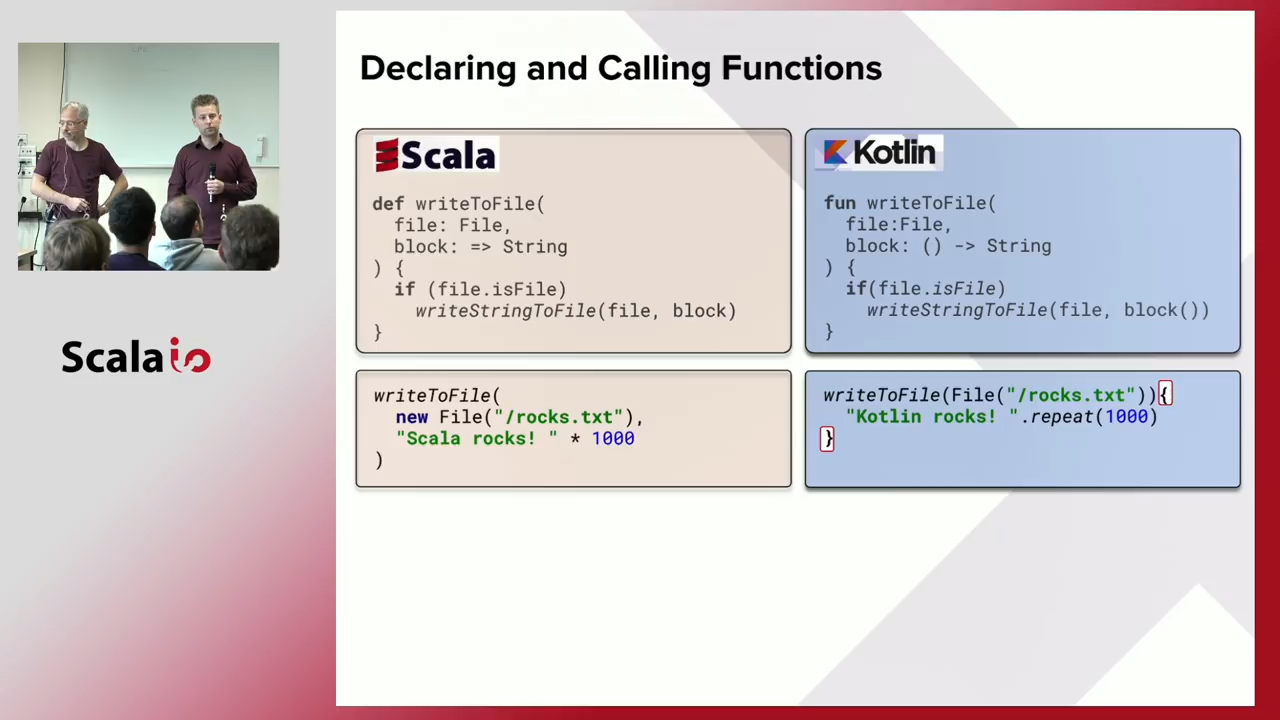 Declaring and Calling Functions
Scala
def writeToFile(
file: File,
block: => String
) {
if (file.isFile)
writeStringToFile(file, block)
}
Kotlin
fun writeToFile(
file:File,
block: () -> String
) {
if(file.isFile)
writeStringToFile(file, block())
}
writeToFile(
new File("/rocks.txt"),
"Scala rocks! " * 1000
)
writeToFile(File("/rocks.txt")){
"Kotlin rocks! ".repeat(1000)
}
Scala io